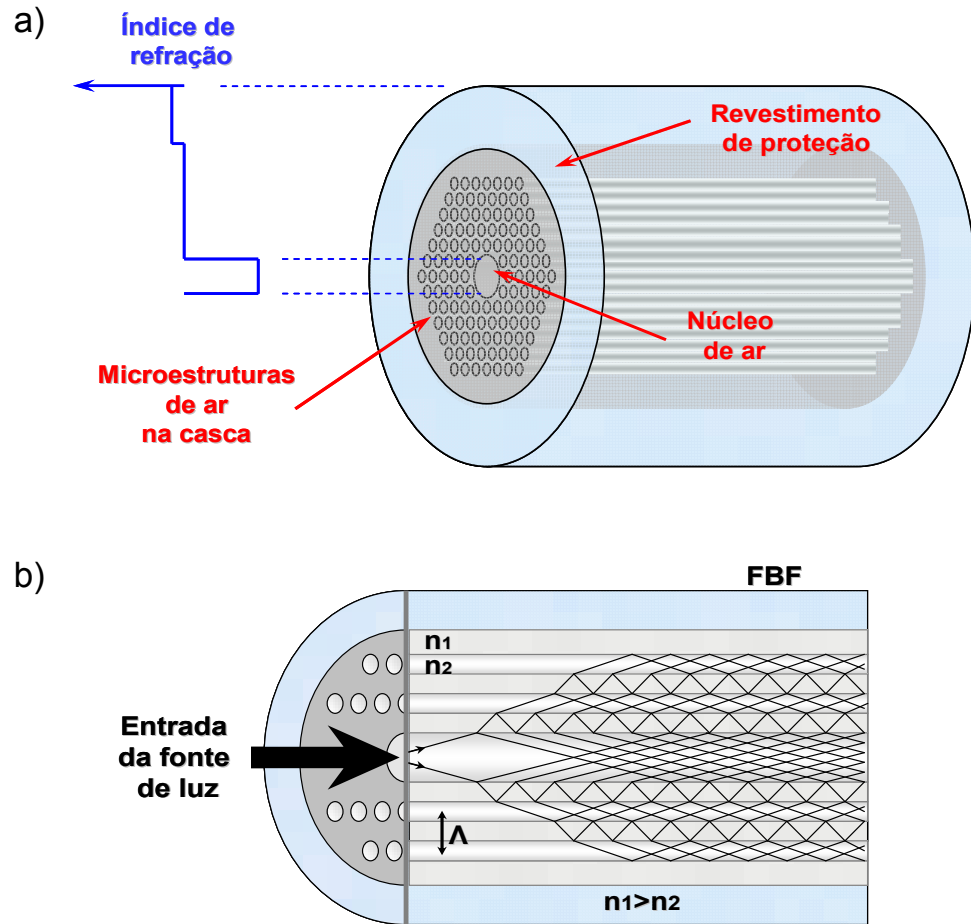 a)
Índice de
refração
Revestimento
de proteção
Núcleo
de ar
Microestruturas
de ar
na casca
b)
FBF
n1
n2
Entrada
da fonte
de luz
Λ
n1>n2